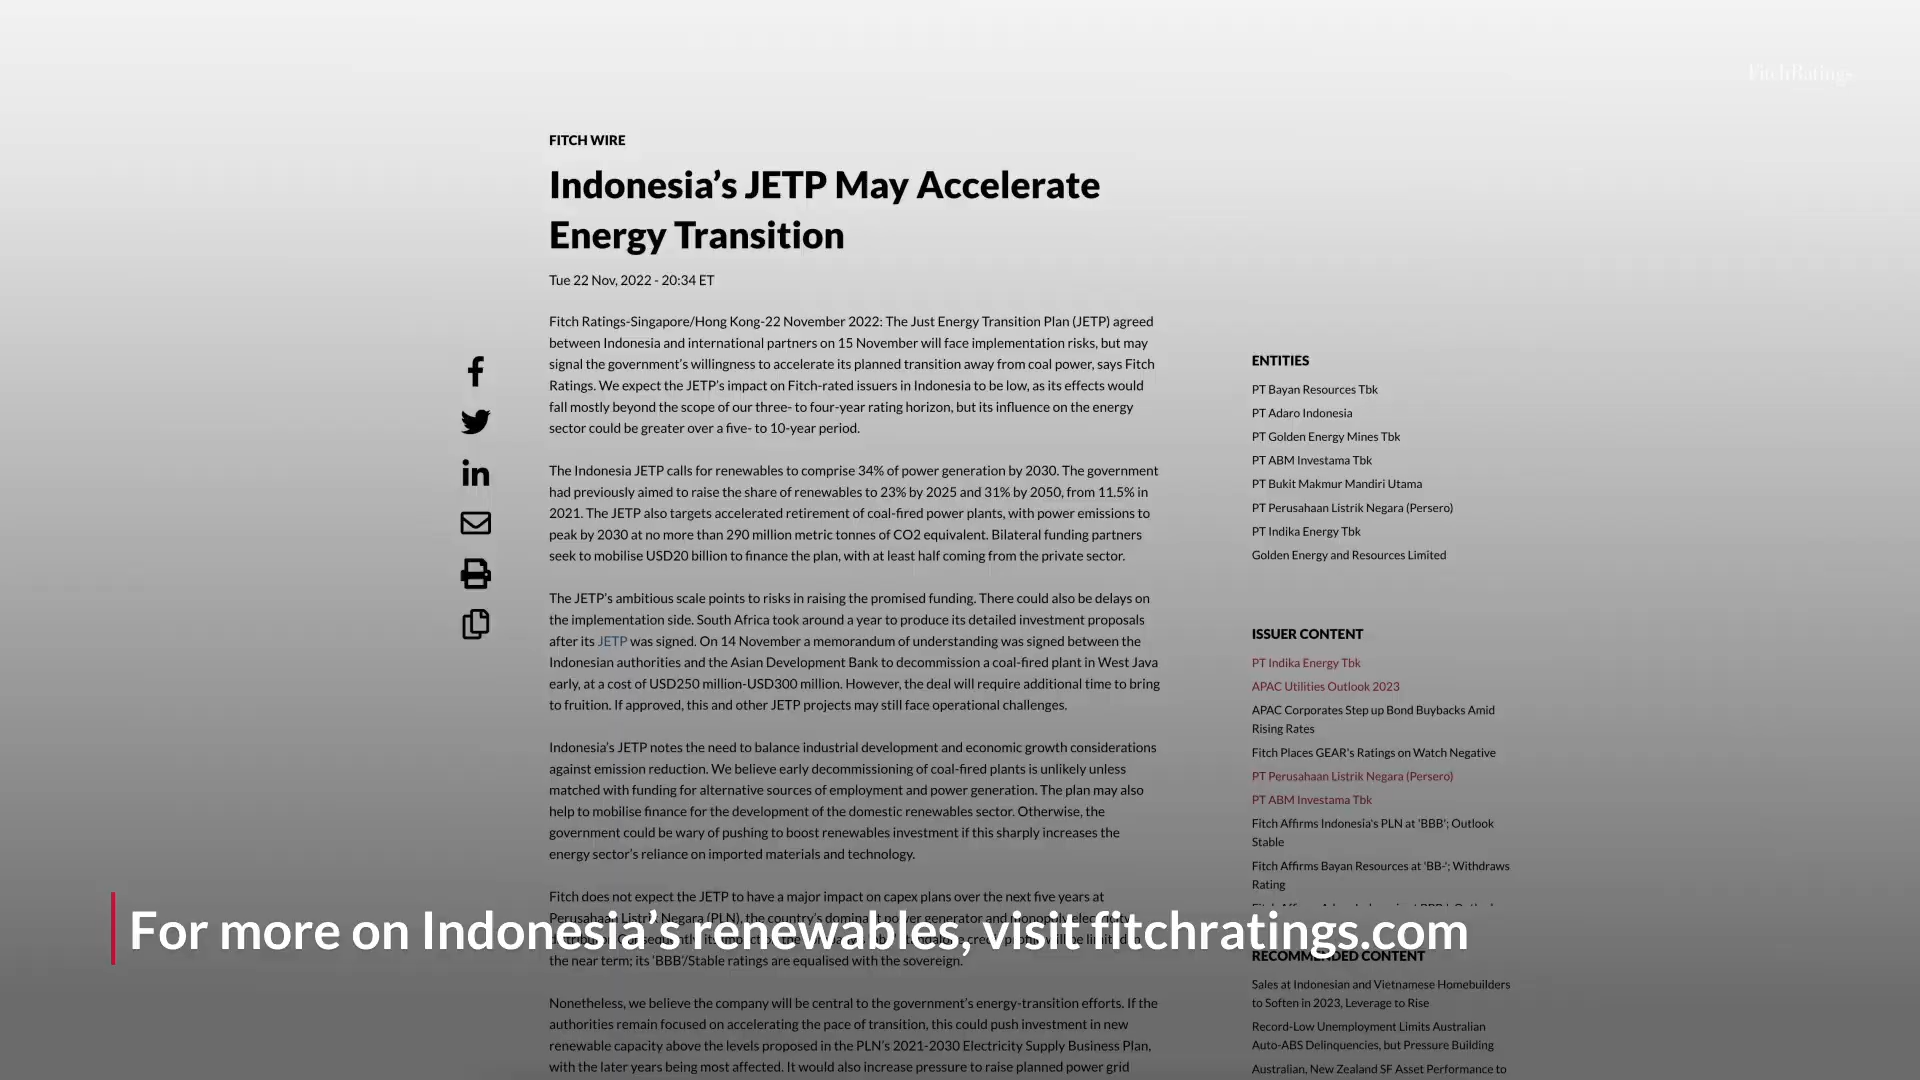 FitchRatings
FITCH WIRE
Indonesia’s JETP May Accelerate
Energy Transition
Tue 22 Nov, 2022 - 20:34 ET
Fitch Ratings-Singapore/Hong Kong-22 November 2022: The Just Energy Transition Plan (JETP) agreed
between Indonesia and international partners on 15 November will face implementation risks, but may
signal the government’s willingness to accelerate its planned transition away from coal power, says Fitch
Ratings. We expect the JETP’s impact on Fitch-rated issuers in Indonesia to be low, as its effects would
fall mostly beyond the scope of our three- to four-year rating horizon, but its influence on the energy
sector could be greater over a five- to 10-year period.
The Indonesia JETP calls for renewables to comprise 34% of power generation by 2030. The government
had previously aimed to raise the share of renewables to 23% by 2025 and 31% by 2050, from 11.5% in
2021. The JETP also targets accelerated retirement of coal-fired power plants, with power emissions to
peak by 2030 at no more than 290 million metric tonnes of CO2 equivalent. Bilateral funding partners
seek to mobilise USD20 billion to finance the plan, with at least half coming from the private sector.
The JETP’s ambitious scale points to risks in raising the promised funding. There could also be delays on
the implementation side. South Africa took around a year to produce its detailed investment proposals
after its JETP was signed. On 14 November a memorandum of understanding was signed between the
Indonesian authorities and the Asian Development Bank to decommission a coal-fired plant in West Java
early, at a cost of USD250 million-USD300 million. However, the deal will require additional time to bring
to fruition. If approved, this and other JETP projects may still face operational challenges.
Indonesia’s JETP notes the need to balance industrial development and economic growth considerations
against emission reduction. We believe early decommissioning of coal-fired plants is unlikely unless
matched with funding for alternative sources of employment and power generation. The plan may also
help to mobilise finance for the development of the domestic renewables sector. Otherwise, the
government could be wary of pushing to boost renewables investment if this sharply increases the
energy sector’s reliance on imported materials and technology.
Fitch does not expect the JETP to have a major impact on capex plans over the next five years at
Perusahaan Listrik Negara (PLN), the country’s dominant power generator and monopoly electricity
the near term; its ‘BBB’/Stable ratings are equalised with the sovereign.
Nonetheless, we believe the company will be central to the government’s energy-transition efforts. If the
authorities remain focused on accelerating the pace of transition, this could push investment in new
renewable capacity above the levels proposed in the PLN’s 2021-2030 Electricity Supply Business Plan,
with the later years being most affected. It would also increase pressure to raise planned power grid
ENTITIES
PT Bayan Resources Tbk
PT Adaro Indonesia
PT Golden Energy Mines Tbk
PT ABM Investama Tbk
PT Bukit Makmur Mandiri Utama
PT Perusahaan Listrik Negara (Persero)
PT Indika Energy Tbk
Golden Energy and Resources Limited
ISSUER CONTENT
PT Indika Energy Tbk
APAC Utilities Outlook 2023
APAC Corporates Step up Bond Buybacks Amid
Rising Rates
Fitch Places GEAR's Ratings on Watch Negative
PT Perusahaan Listrik Negara (Persero)
PT ABM Investama Tbk
Fitch Affirms Indonesia's PLN at 'BBB'; Outlook
Stable
Fitch Affirms Bayan Resources at 'BB-'; Withdraws
Rating
RECOMMENDED CONTENT
Sales at Indonesian and Vietnamese Homebuilders
to Soften in 2023, Leverage to Rise
Record-Low Unemployment Limits Australian
Auto-ABS Delinquencies, but Pressure Building
Australian, New Zealand SF Asset Performance to
For more on Indonesia’s renewables, visit fitchratings.com